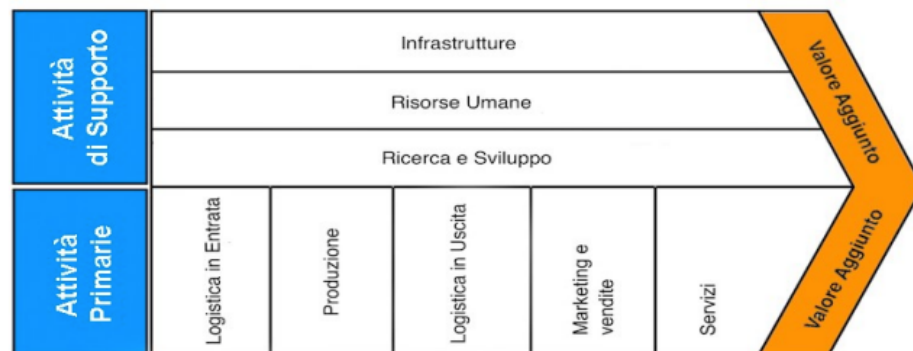 Attività
di Supporto
Infrastrutture
Risorse Umane
Ricerca e Sviluppo
Valore Aggiunto
Attività
Primarie
Logistica in Entrata
Produzione
Logistica in Uscita
Marketing e
vendite
Servizi
Valore Aggiunto